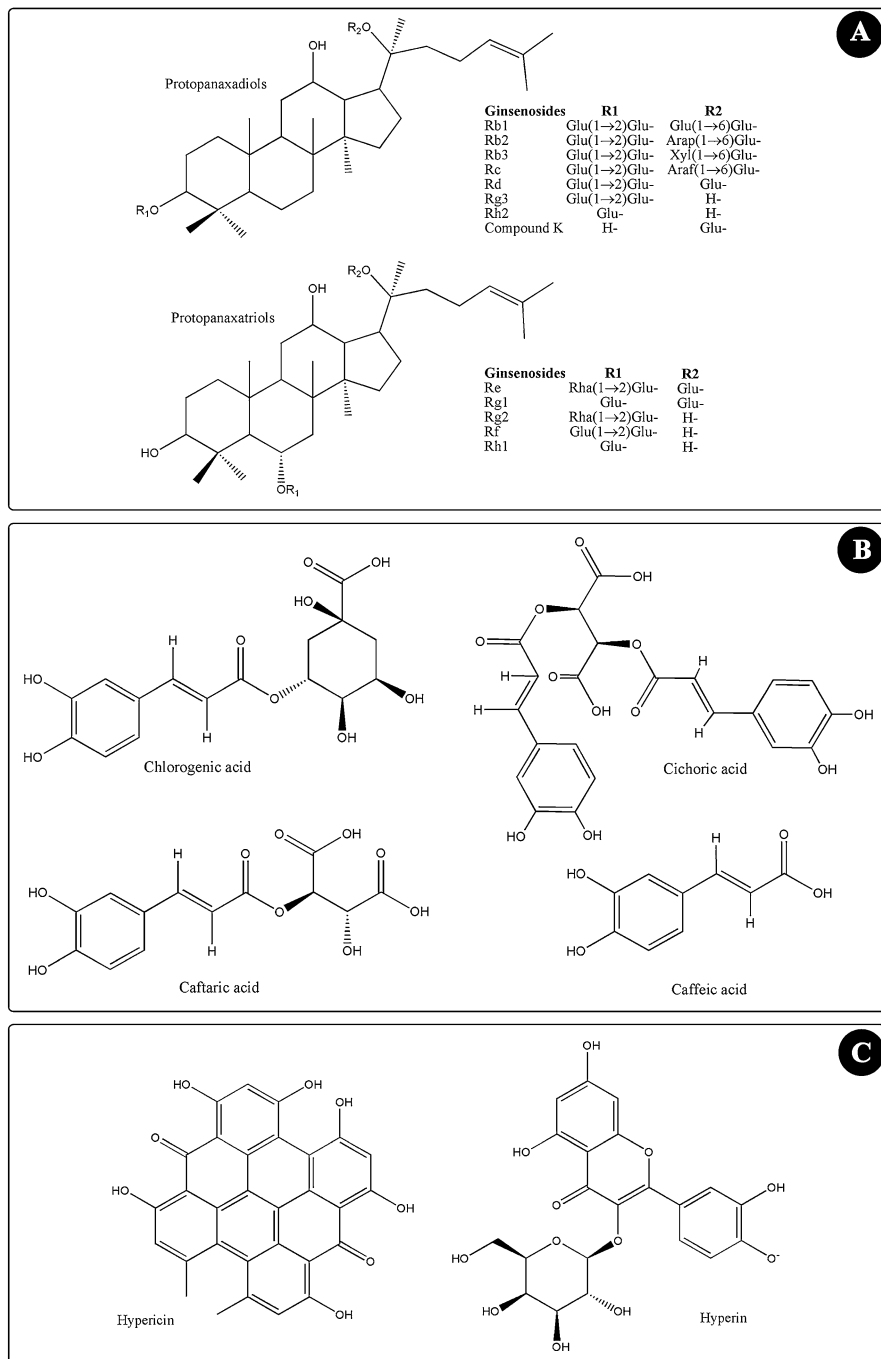 A
Protopanaxadiols
OH
R₂O
R₁O
Ginsenosides R1 R2
Rb1 Glu(1→2)Glu- Glu(1→6)Glu-
Rb2 Glu(1→2)Glu- Arap(1→6)Glu-
Rb3 Glu(1→2)Glu- Xyl(1→6)Glu-
Rc Glu(1→2)Glu- Araf(1→6)Glu-
Rd Glu(1→2)Glu- Glu-
Rg3 Glu(1→2)Glu- H-
Rh2 Glu- H-
Compound K H- Glu-
Protopanaxatriols
OH
R₂O
HO
OR₁
Ginsenosides R1 R2
Re Rha(1→2)Glu- Glu-
Rg1 Glu- Glu-
Rg2 Rha(1→2)Glu- H-
Rf Glu(1→2)Glu- H-
Rh1 Glu- H-
B
O
OH
HO
H
O
HO
HO
H
O
OH
OH
Chlorogenic acid
O
OH
O
O
O
H
H
O
OH
O
H
H
OH
OH
HO
OH
Cichoric acid
H
O
O
OH
O
OH
HO
HO
H
O
OH
Caftaric acid
H
O
HO
HO
H
OH
Caffeic acid
C
HO
OH
OH
O
HO
OH
O
OH
Hypericin
OH
HO
O
O
O
OH
O⁻
HO
O
HO
OH
OH
Hyperin